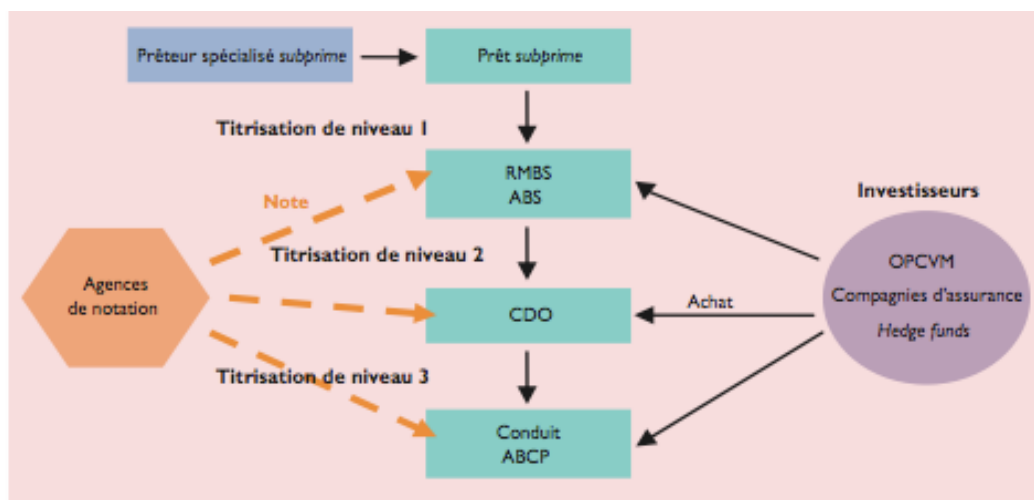 Prêteur spécialisé subprime
Prêt subprime
Titrisation de niveau 1
RMBS
ABS
Note
Investisseurs
Titrisation de niveau 2
OPCVM
Agences
de notation
CDO
Achat
Compagnies d'assurance
Hedge funds
Titrisation de niveau 3
Conduit
ABCP